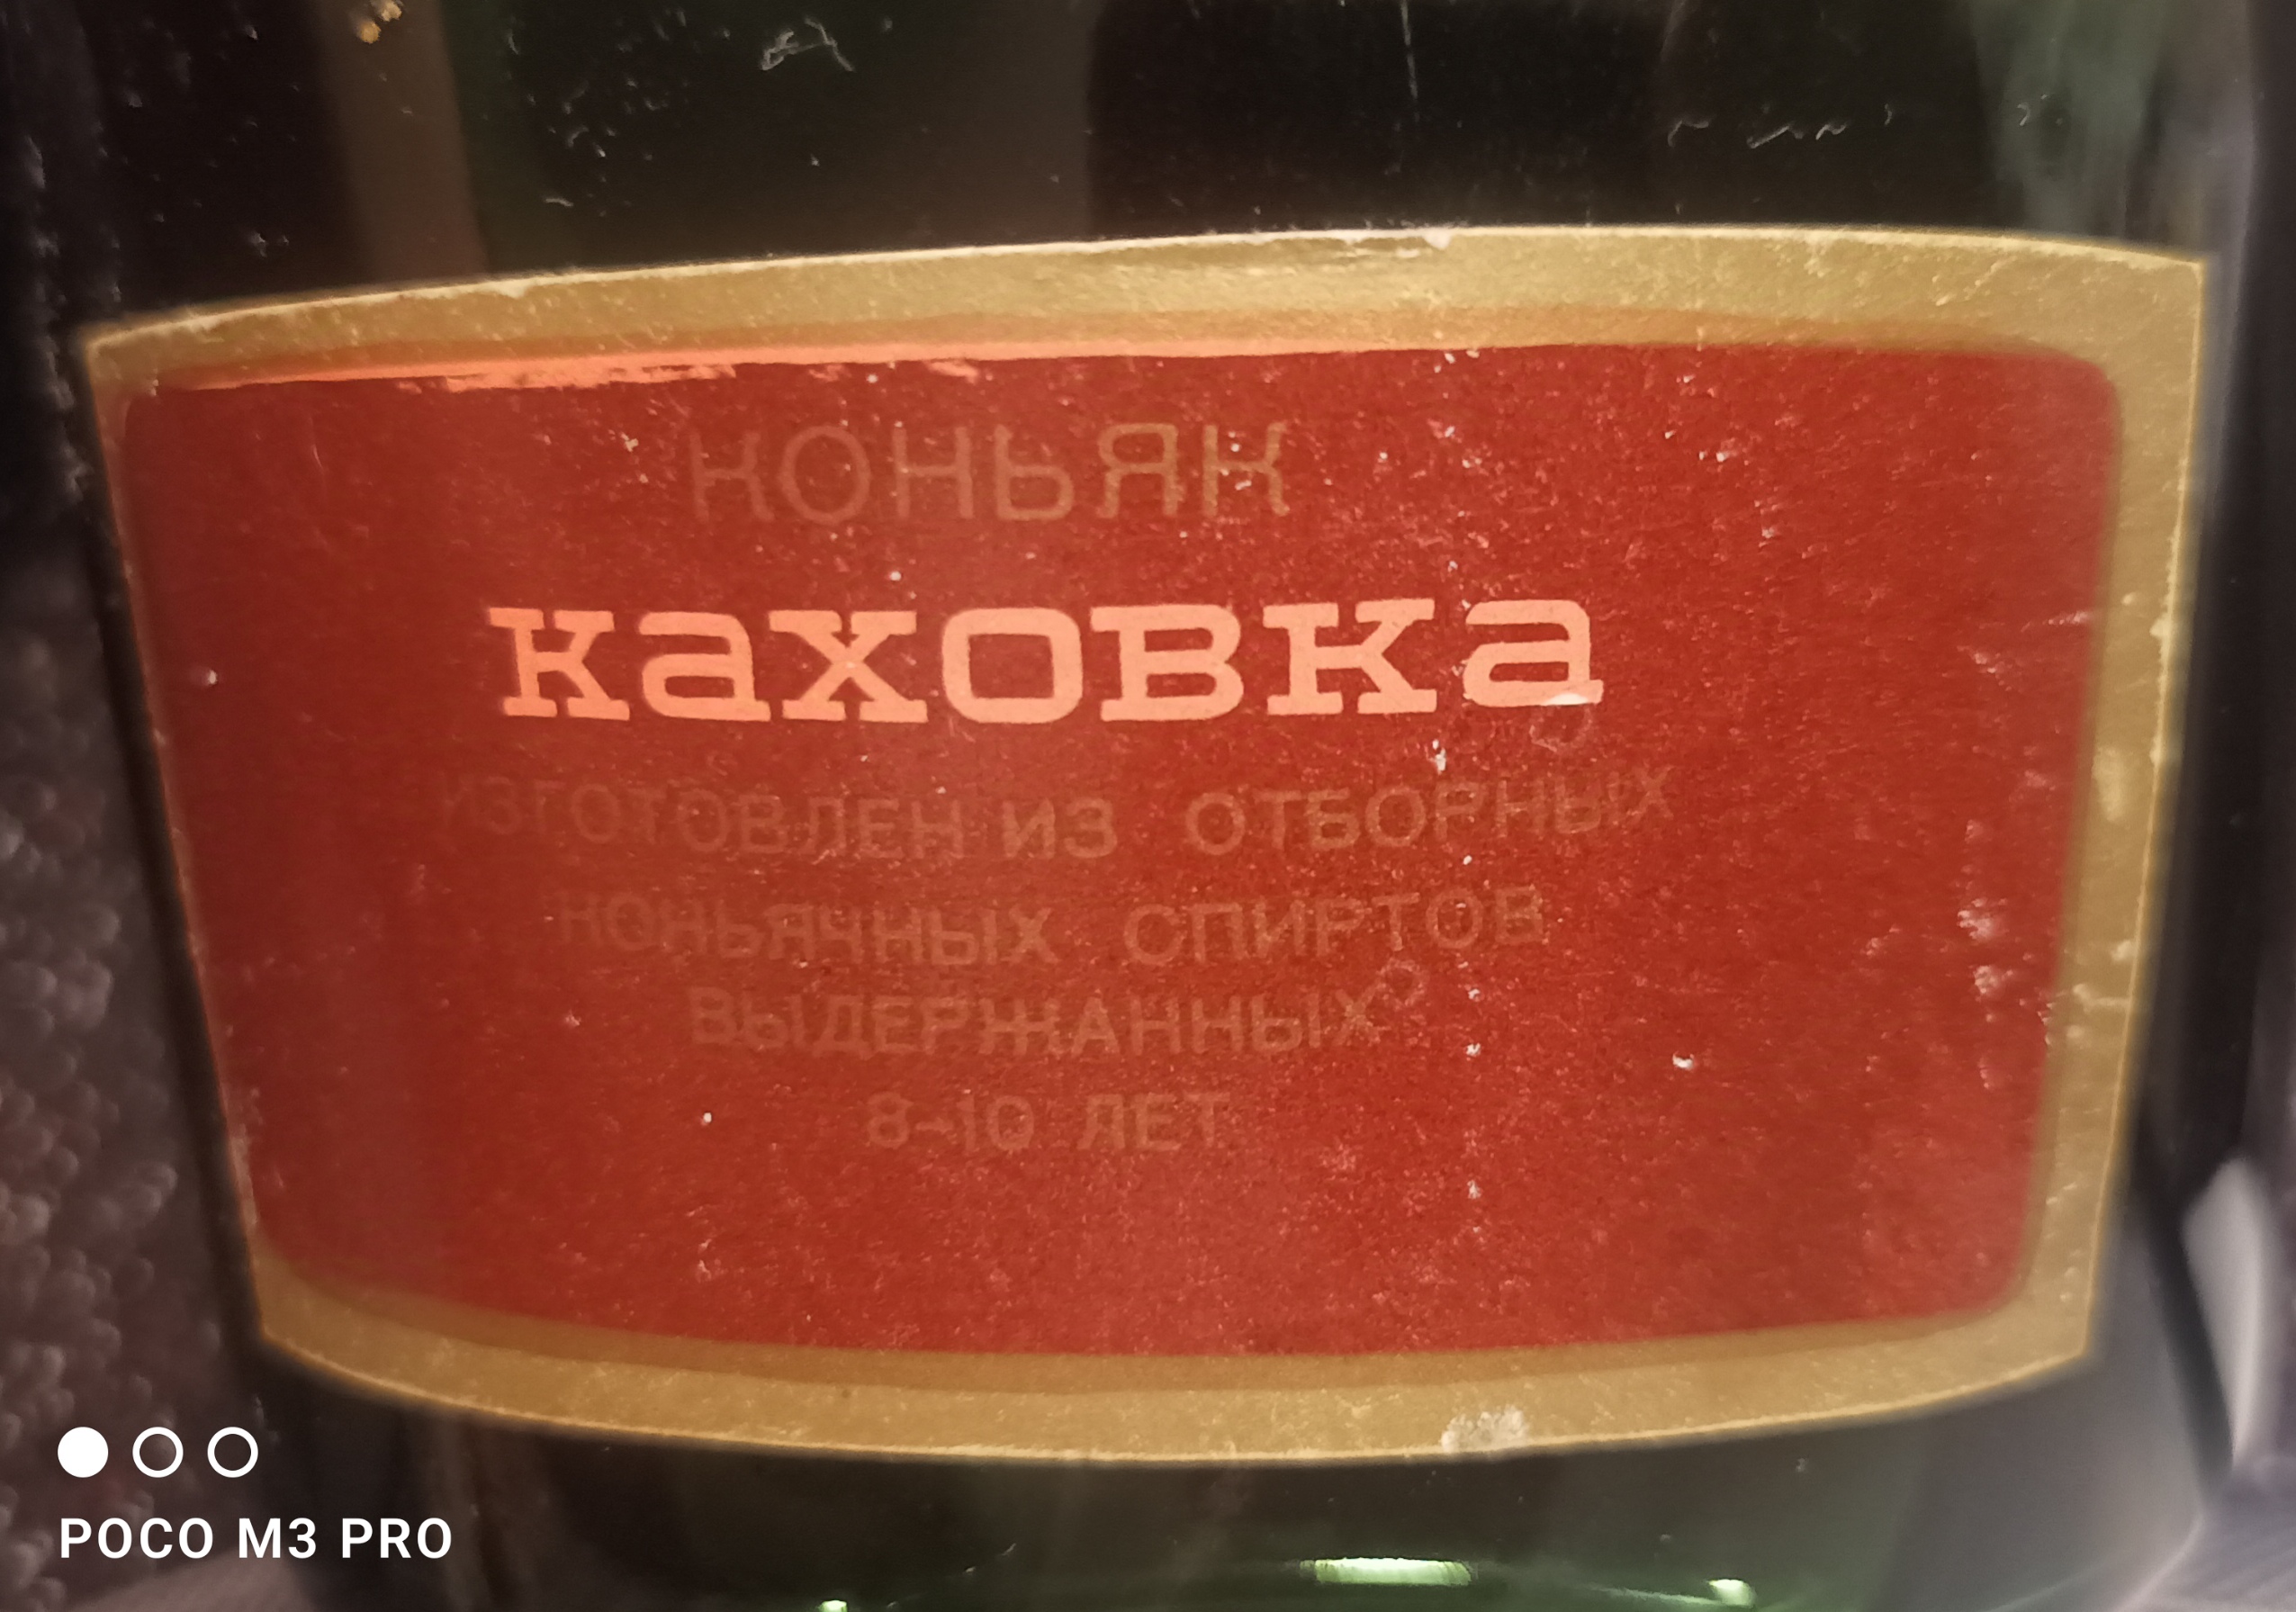 КОНЬЯК
каховка
ИЗГОТОВЛЕН ИЗ ОТБОРНЫХ
КОНЬЯЧНЫХ СПИРТОВ
ВЫДЕРЖАННЫХ
8-10 ЛЕТ
POCO M3 PRO